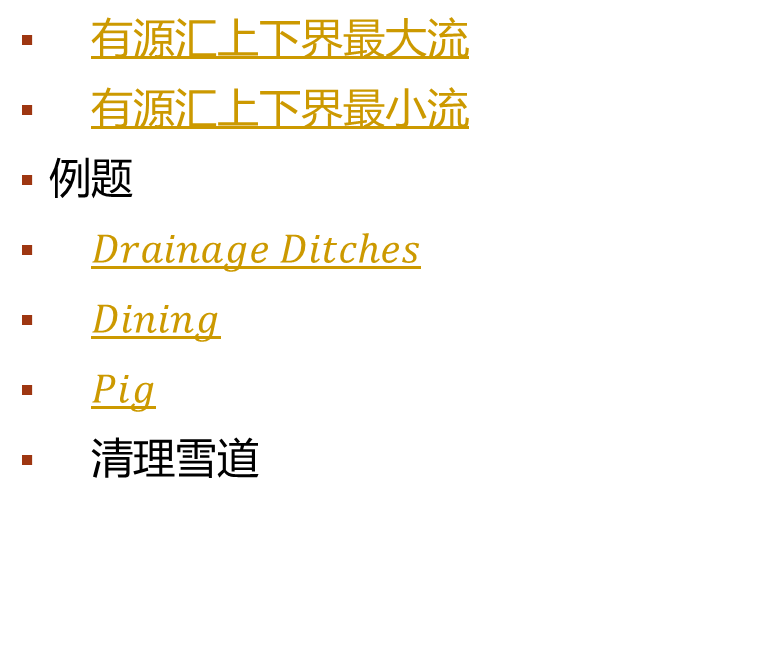 有源汇上下界最大流
有源汇上下界最小流
例题
Drainage Ditches
Dining
Pig
清理雪道